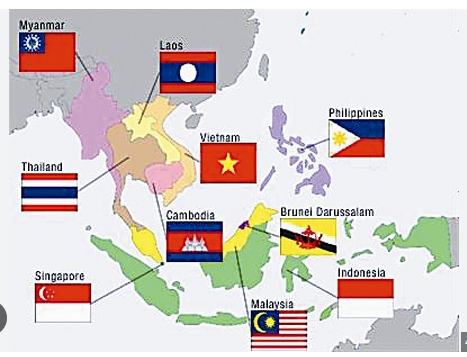 Myanmar
Laos
Philippines
Vietnam
Thailand
Cambodia
Brunei Darussalam
Singapore
Indonesia
Malaysia